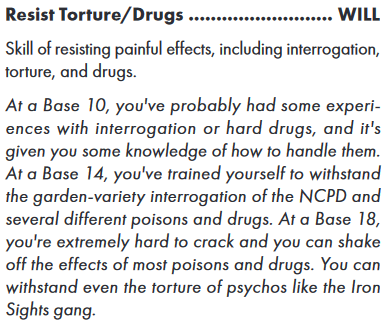 Resist Torture/Drugs ........................... WILL
Skill of resisting painful effects, including interrogation,
torture, and drugs.
At a Base 10, you've probably had some experi-
ences with interrogation or hard drugs, and it's
given you some knowledge of how to handle them.
At a Base 14, you've trained yourself to withstand
the garden-variety interrogation of the NCPD and
several different poisons and drugs. At a Base 18,
you're extremely hard to crack and you can shake
off the effects of most poisons and drugs. You can
withstand even the torture of psychos like the Iron
Sights gang.